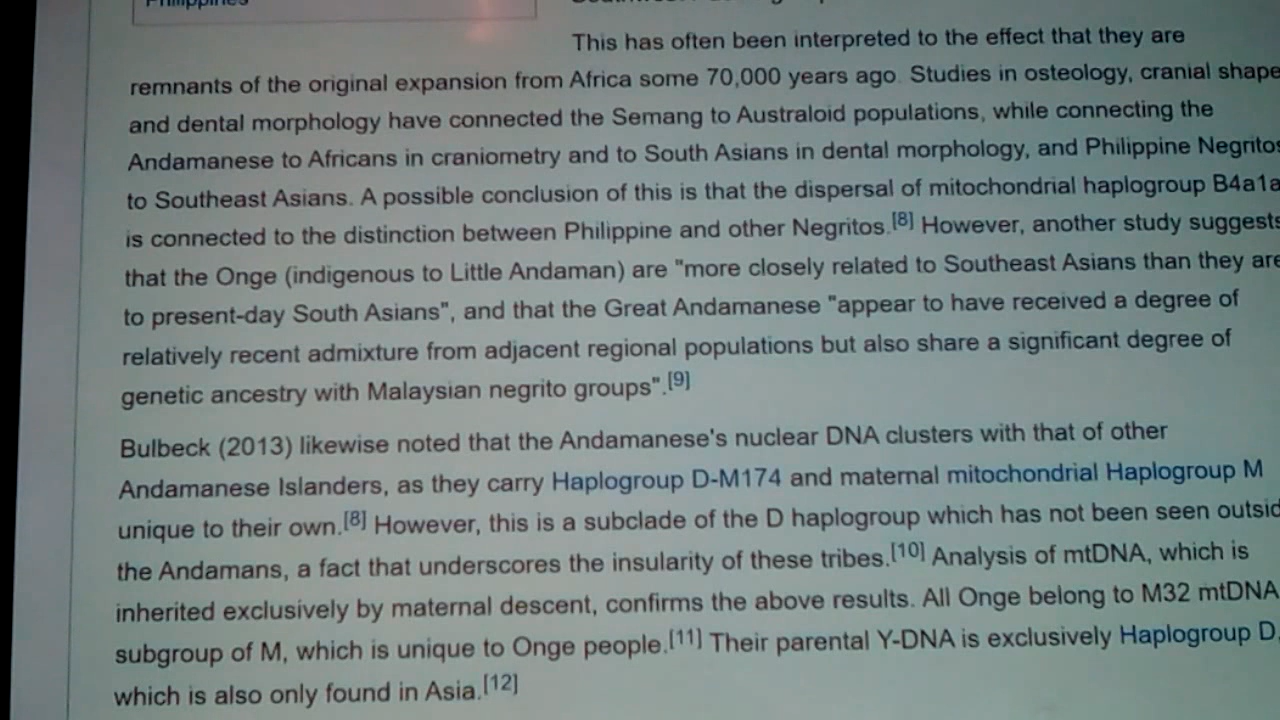 Philippines
This has often been interpreted to the effect that they are
remnants of the original expansion from Africa some 70,000 years ago. Studies in osteology, cranial shape
and dental morphology have connected the Semang to Australoid populations, while connecting the
Andamanese to Africans in craniometry and to South Asians in dental morphology, and Philippine Negritos
to Southeast Asians. A possible conclusion of this is that the dispersal of mitochondrial haplogroup B4a1a
is connected to the distinction between Philippine and other Negritos.[8] However, another study suggests
that the Onge (indigenous to Little Andaman) are "more closely related to Southeast Asians than they are
to present-day South Asians", and that the Great Andamanese "appear to have received a degree of
relatively recent admixture from adjacent regional populations but also share a significant degree of
genetic ancestry with Malaysian negrito groups".[9]
Bulbeck (2013) likewise noted that the Andamanese's nuclear DNA clusters with that of other
Andamanese Islanders, as they carry Haplogroup D-M174 and maternal mitochondrial Haplogroup M
unique to their own.[8] However, this is a subclade of the D haplogroup which has not been seen outsid
the Andamans, a fact that underscores the insularity of these tribes.[10] Analysis of mtDNA, which is
inherited exclusively by maternal descent, confirms the above results. All Onge belong to M32 mtDNA
subgroup of M, which is unique to Onge people.[11] Their parental Y-DNA is exclusively Haplogroup D,
which is also only found in Asia.[12]